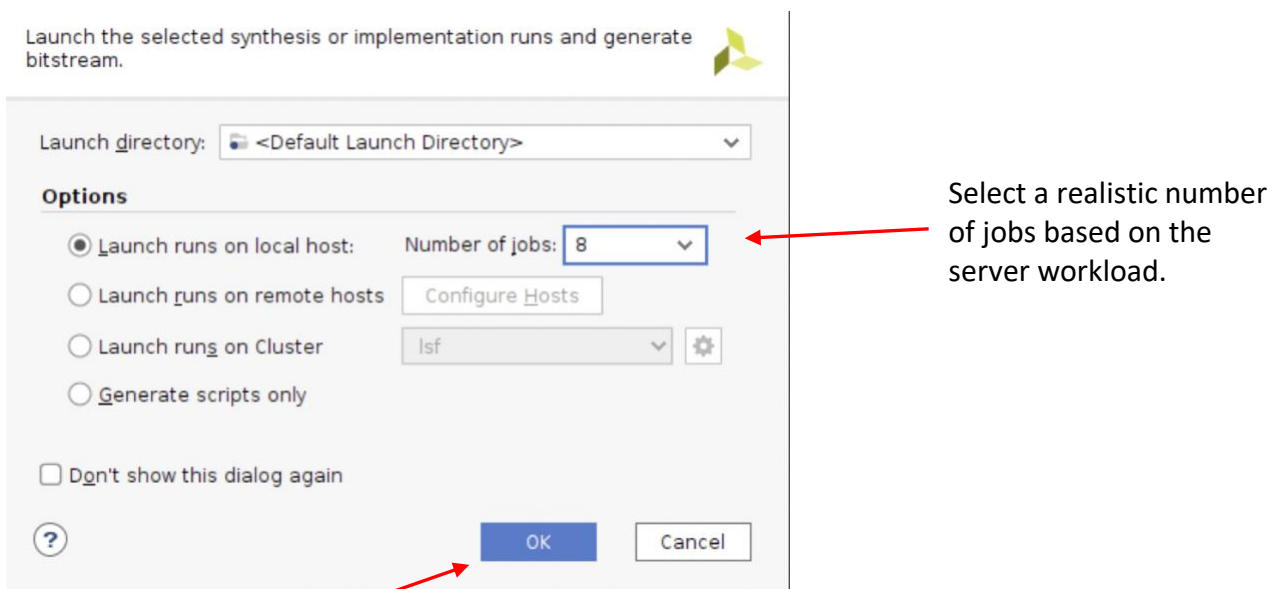 Launch the selected synthesis or implementation runs and generate
bitstream.
Launch directory: <Default Launch Directory>
Options
Launch runs on local host: Number of jobs: 8
Launch runs on remote hosts Configure Hosts
Launch runs on Cluster lsf
Generate scripts only
Don't show this dialog again
? OK Cancel
Select a realistic number
of jobs based on the
server workload.